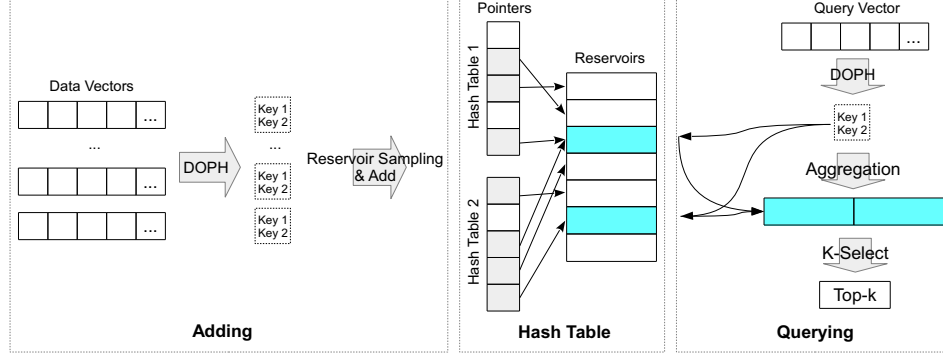 Data Vectors
...
...
...
...
DOPH
Key 1
Key 2
...
Key 1
Key 2
Key 1
Key 2
Reservoir Sampling
& Add
Adding
Pointers
Hash Table 1
Hash Table 2
Reservoirs
Hash Table
Query Vector
...
DOPH
Key 1
Key 2
Aggregation
K-Select
Top-k
Querying